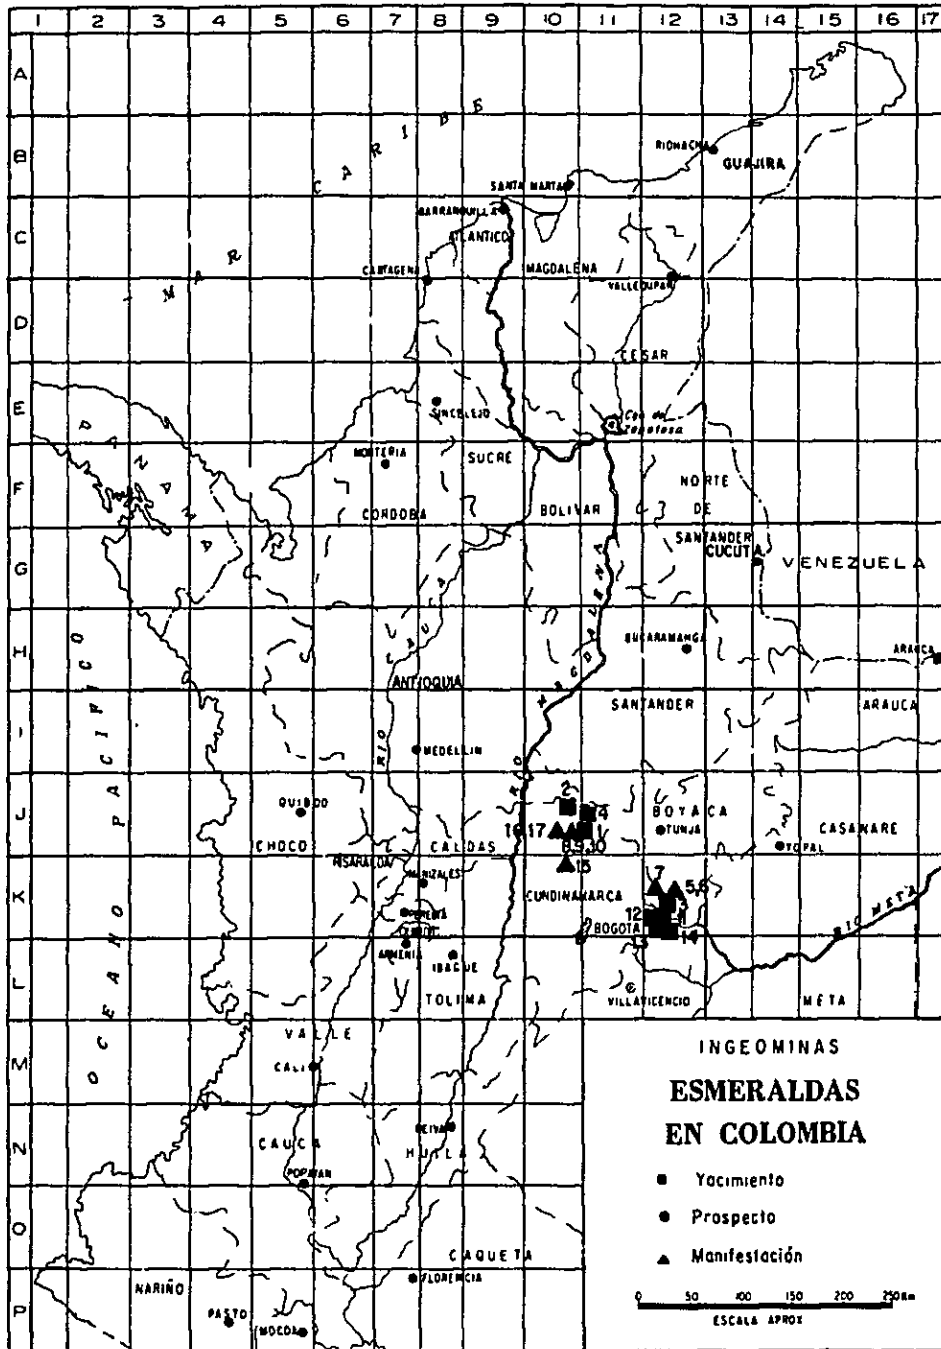 1 2 3 4 5 6 7 8 9 10 11 12 13 14 15 16 17
A
B
C
D
E
F
G
H
I
J
K
L
M
N
O
P
MAR CARIBE
RIOHACHA
GUAJIRA
SANTA MARTA
BARRANQUILLA
ATLANTICO
CARTAGENA
MAGDALENA
VALLEDUPAR
CESAR
SINCELEJO
MONTERIA
SUCRE
PANAMA
NORTE
CORDOBA
BOLIVAR
DE
SANTANDER
CUCUTA
VENEZUELA
RIO CAUCA
RIO MAGDALENA
BUCARAMANGA
ARAUCA
ANTIOQUIA
SANTANDER
ARAUCA
MEDELLIN
OCEANO PACIFICO
2
QUIBDO
4
BOYACA
17
1
TUNJA
CASANARE
CHOCO
CALDAS
8,9,10
YOPAL
RISARALDA
15
MANIZALES
7
5,6
CUNDINAMARCA
3
RIO META
12
BOGOTA
14
ARMENIA
IBAGUE
TOLIMA
VILLAVICENCIO
META
VALLE
CALI
INGEOMINAS
ESMERALDAS
EN COLOMBIA
NEIVA
CAUCA
HUILA
POPAYAN
Yacimiento
Prospecto
Manifestación
CAQUETA
FLORENCIA
NARIÑO
PASTO
MOCOA
0 50 100 150 200 250 Km
ESCALA APROX